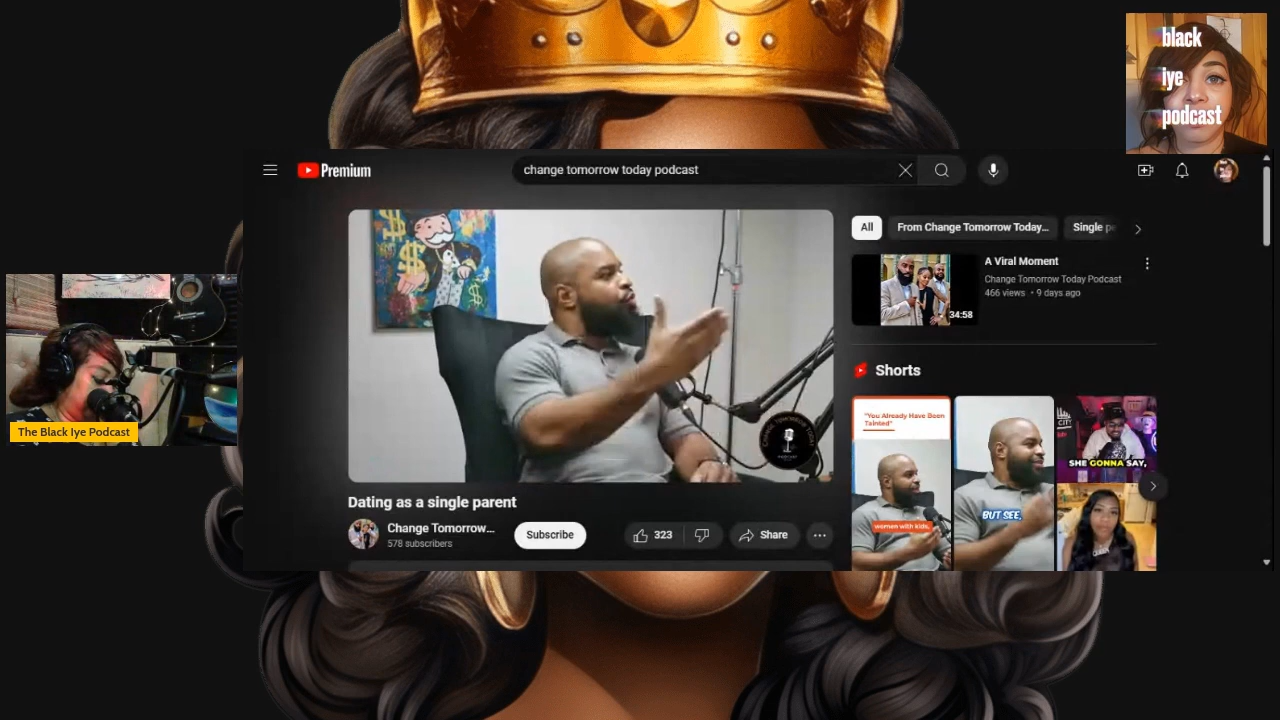 black
iye
podcast
Premium
change tomorrow today podcast
All
From Change Tomorrow Today...
Single
A Viral Moment
Change Tomorrow Today Podcast
466 views • 9 days ago
34:58
Shorts
"You Already Have Been
Tainted"
women with kids,
BUT SEE,
CITY
SHE GONNA SAY,
The Black Iye Podcast
PODCAST
Dating as a single parent
Change Tomorrow...
578 subscribers
Subscribe
323
Share